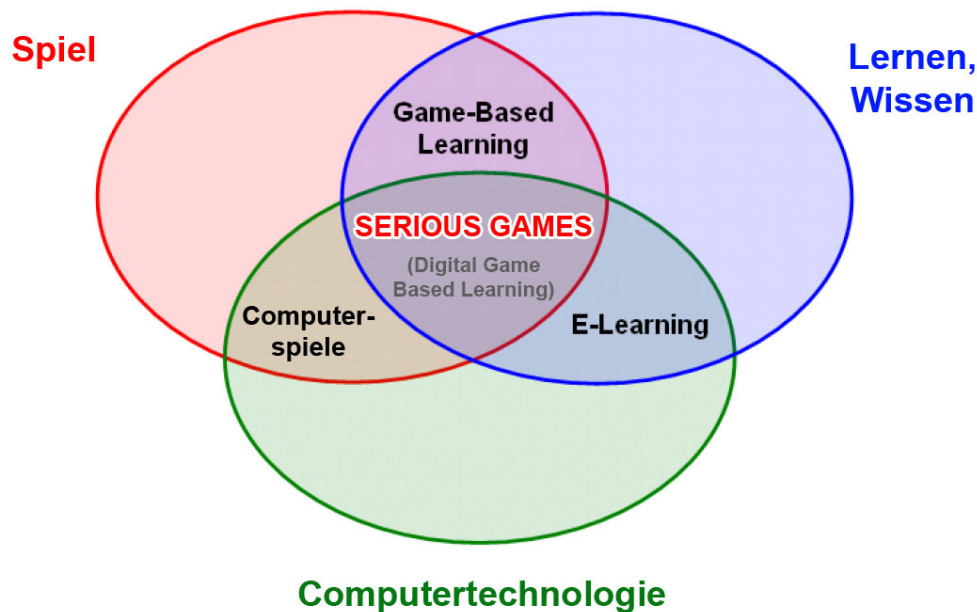 Spiel
Lernen,
Wissen
Game-Based
Learning
SERIOUS GAMES
(Digital Game
Based Learning)
Computer-
spiele
E-Learning
Computertechnologie